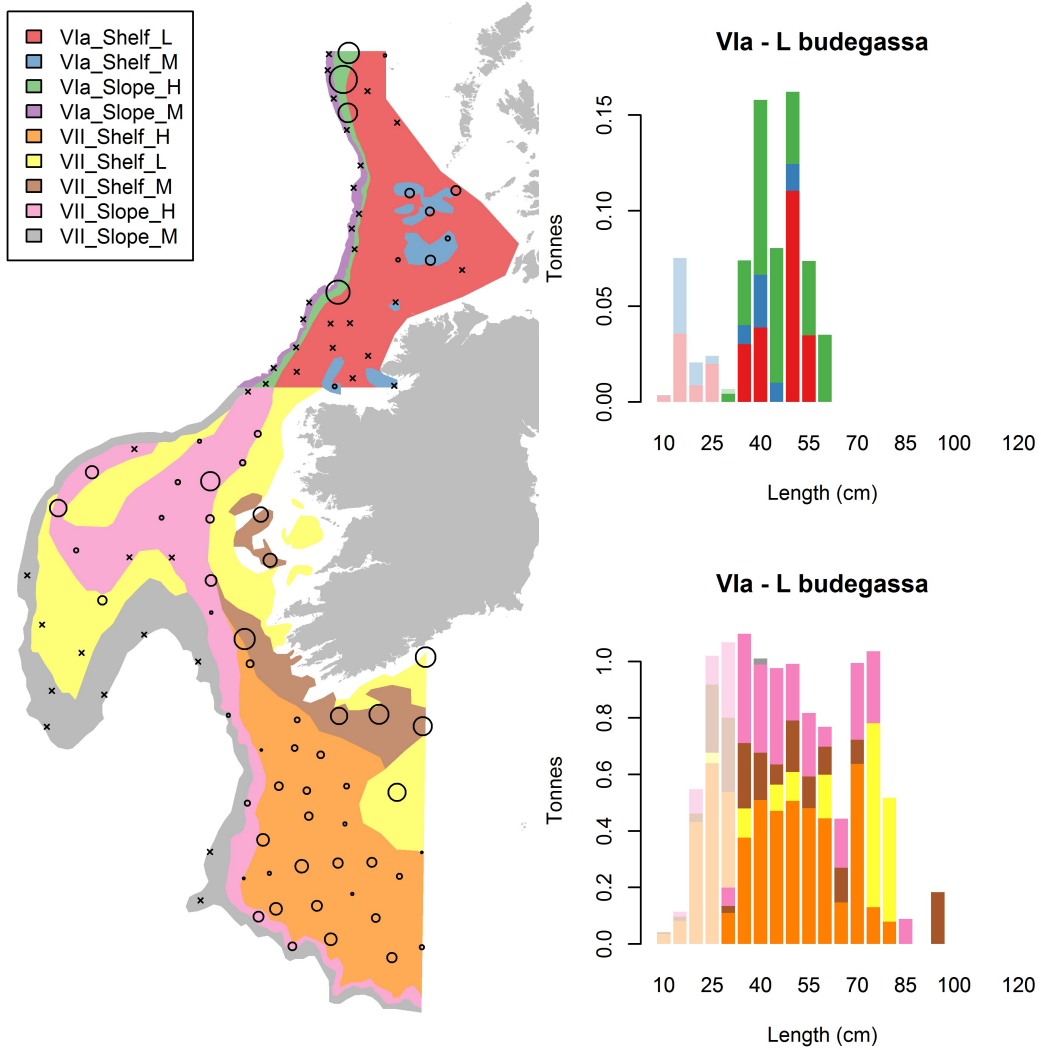 VIa_Shelf_L
VIa_Shelf_M
VIa_Slope_H
VIa_Slope_M
VII_Shelf_H
VII_Shelf_L
VII_Shelf_M
VII_Slope_H
VII_Slope_M
VIa - L budegassa
Tonnes
0.15
0.10
0.05
0.00
10 25 40 55 70 85 100 120
Length (cm)
VIa - L budegassa
Tonnes
1.0
0.8
0.6
0.4
0.2
0.0
10 25 40 55 70 85 100 120
Length (cm)